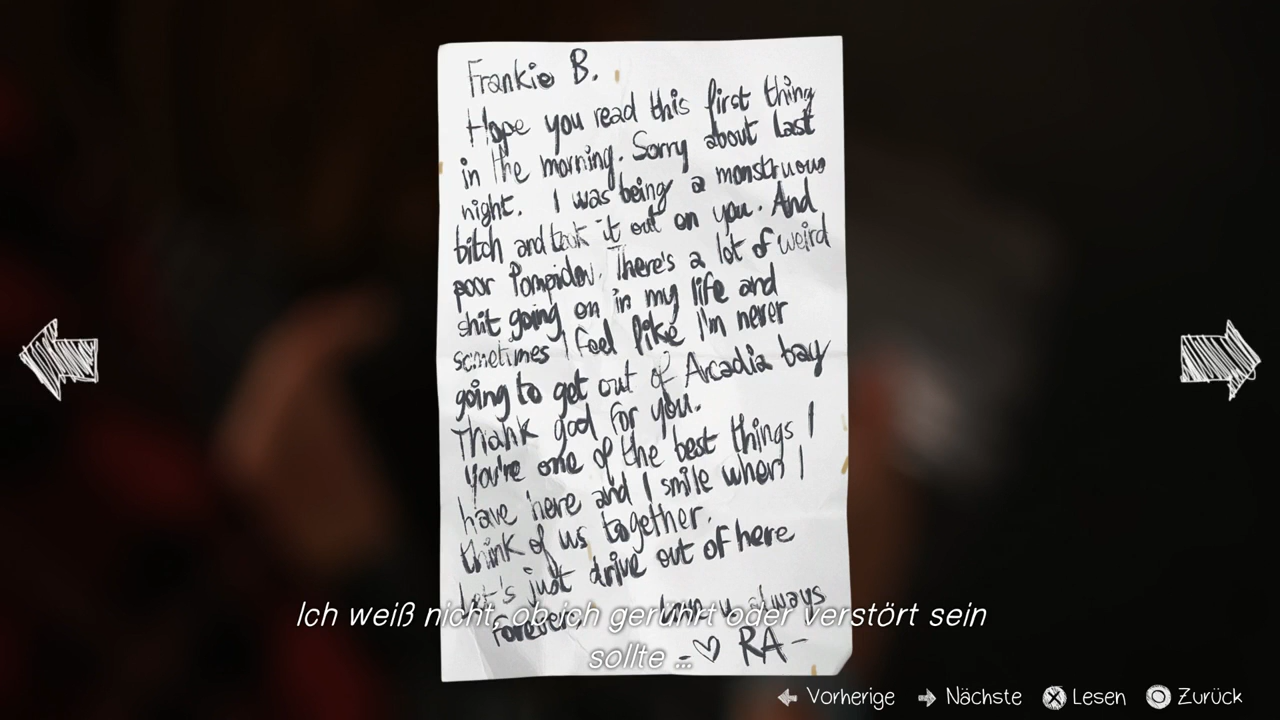 Frankie B.
Hope you read this first thing
in the morning. Sorry about last
night. I was being a monstruous
bitch and took it out on you. And
poor Pompidou. There's a lot of weird
shit going on in my life and
sometimes I feel like I'm never
going to get out of Arcadia bay
Thank god for you.
You're one of the best things I
have here and I smile when I
think of us together.
Let's just drive out of here
Forever, u always
-♡ RA-
Ich weiß nicht, ob ich gerührt oder verstört sein
sollte ...
Vorherige Nächste Lesen Zurück